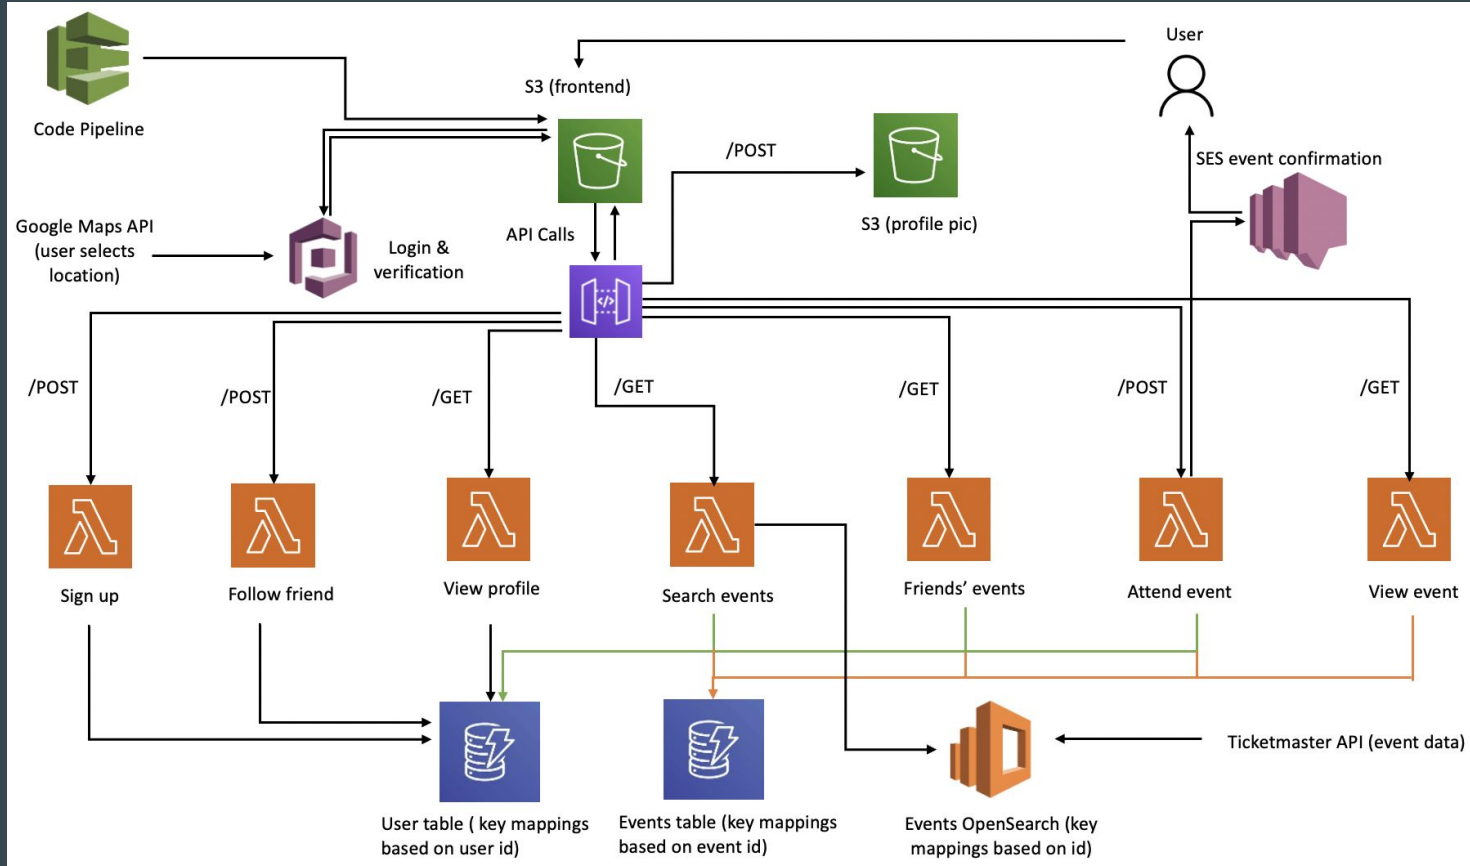 User
S3 (frontend)
Code Pipeline
/POST
SES event confirmation
Google Maps API
(user selects
location)
Login &
verification
API Calls
S3 (profile pic)
</>
/POST
/POST
/GET
/GET
/GET
/POST
/GET
Sign up
Follow friend
View profile
Search events
Friends’ events
Attend event
View event
Ticketmaster API (event data)
User table ( key mappings
based on user id)
Events table (key mappings
based on event id)
Events OpenSearch (key
mappings based on id)